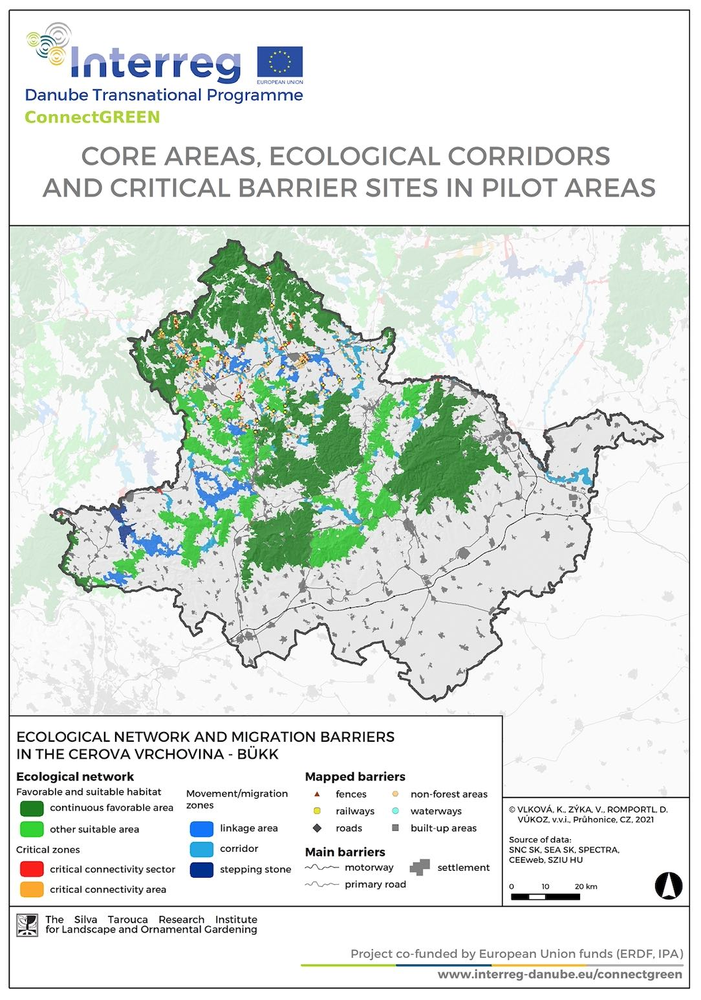 Interreg
EUROPEAN UNION
Danube Transnational Programme
ConnectGREEN
CORE AREAS, ECOLOGICAL CORRIDORS
AND CRITICAL BARRIER SITES IN PILOT AREAS
ECOLOGICAL NETWORK AND MIGRATION BARRIERS
IN THE CEROVA VRCHOVINA - BÜKK
Ecological network
Favorable and suitable habitat
continuous favorable area
other suitable area
Critical zones
critical connectivity sector
critical connectivity area
Movement/migration
zones
linkage area
corridor
stepping stone
Mapped barriers
fences
railways
roads
non-forest areas
waterways
built-up areas
Main barriers
motorway
primary road
settlement
© VLKOVÁ, K., ZÝKA, V., ROMPORTL, D.
VÚKOZ, v.v.i., Průhonice, CZ, 2021
Source of data:
SNC SK, SEA SK, SPECTRA,
CEEweb, SZIU HU
0 10 20 km
The Silva Tarouca Research Institute
for Landscape and Ornamental Gardening
Project co-funded by European Union funds (ERDF, IPA)
www.interreg-danube.eu/connectgreen